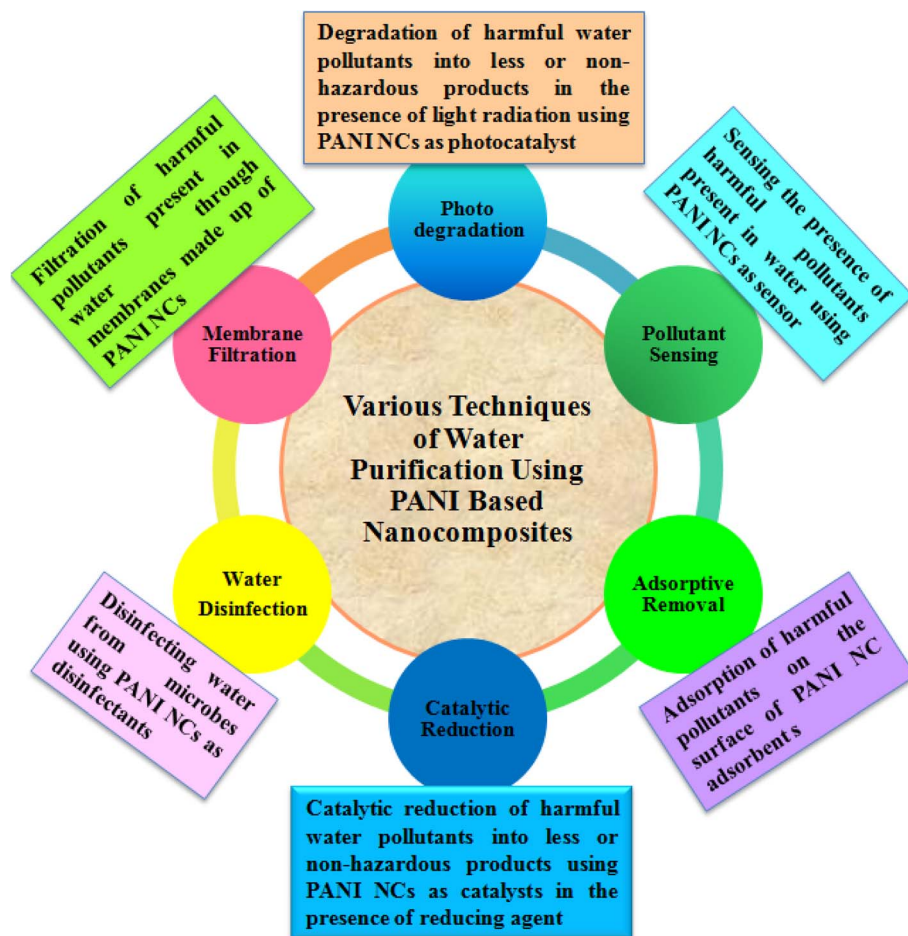 Degradation of harmful water
pollutants into less or non-
hazardous products in the
presence of light radiation using
PANI NCs as photocatalyst
Photo
degradation
Sensing the presence of
harmful pollutants
present in water using
PANI NCs as sensor
Pollutant
Sensing
Adsorptive
Removal
Adsorption of harmful
pollutants on the
surface of PANI NC
adsorbent s
Catalytic
Reduction
Catalytic reduction of harmful
water pollutants into less or
non-hazardous products using
PANI NCs as catalysts in the
presence of reducing agent
Water
Disinfection
Disinfecting water
from microbes
using PANI NCs as
disinfectants
Membrane
Filtration
Filtration of harmful
pollutants present in
water through
membranes made up of
PANI NCs
Various Techniques
of Water
Purification Using
PANI Based
Nanocomposites